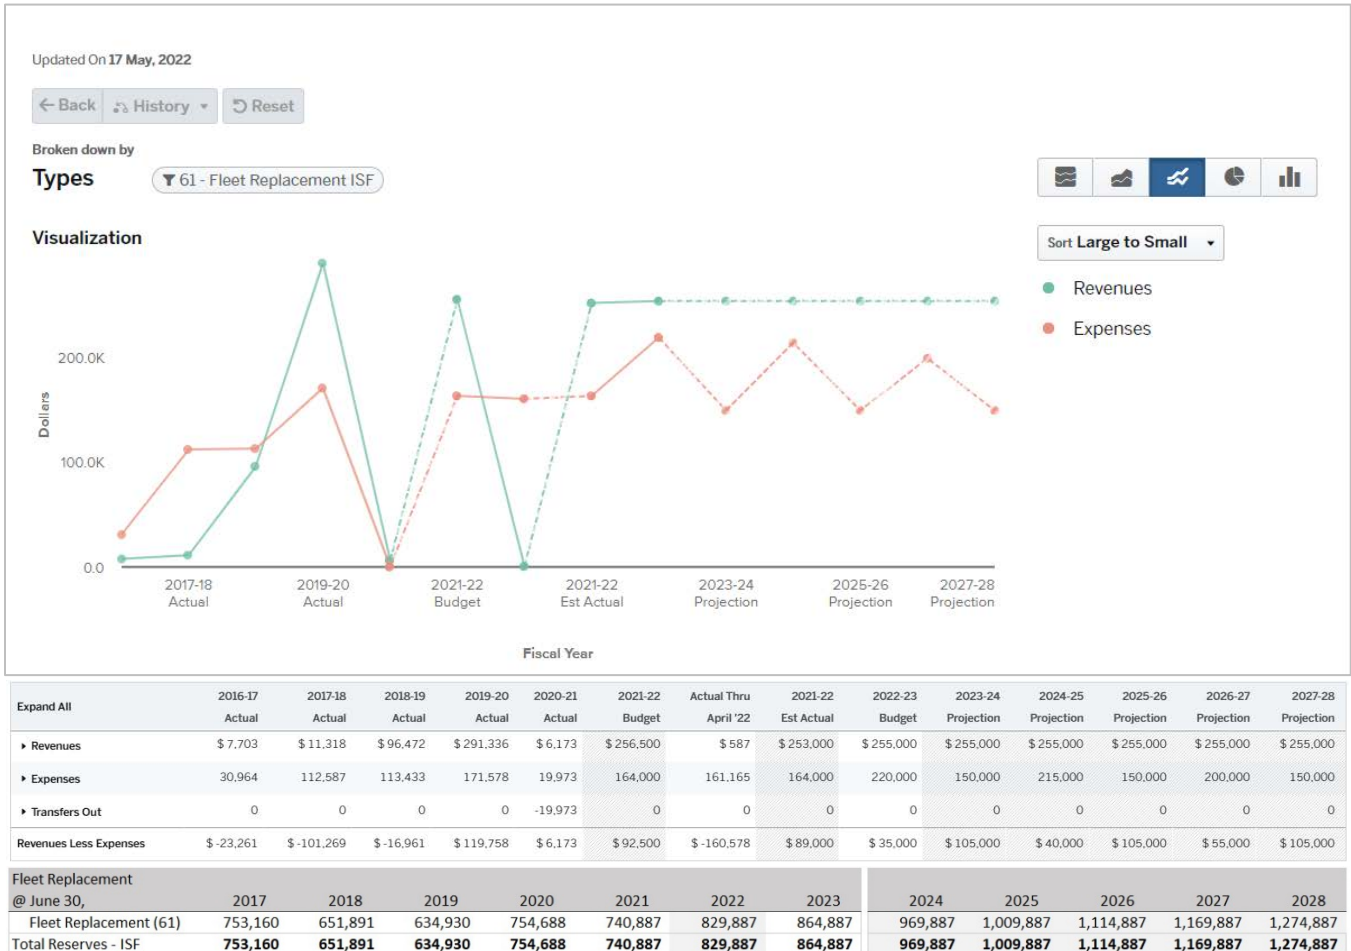 Updated On 17 May, 2022
Back History Reset
Broken down by
Types 61 - Fleet Replacement ISF
Visualization
Sort Large to Small
Revenues
Expenses
200.0K
100.0K
0.0
Dollars
2017-18 2019-20 2021-22 2021-22 2023-24 2025-26 2027-28
Actual Actual Budget Est Actual Projection Projection Projection
Fiscal Year
2016-17 2017-18 2018-19 2019-20 2020-21 2021-22 Actual Thru 2021-22 2022-23 2023-24 2024-25 2025-26 2026-27 2027-28
Expand All Actual Actual Actual Actual Actual Budget April '22 Est Actual Budget Projection Projection Projection Projection Projection
Revenues $ 7,703 $ 11,318 $ 96,472 $ 291,336 $ 6,173 $ 256,500 $ 587 $ 253,000 $ 255,000 $ 255,000 $ 255,000 $ 255,000 $ 255,000 $ 255,000
Expenses 30,964 112,587 113,433 171,578 19,973 164,000 161,165 164,000 220,000 150,000 215,000 150,000 200,000 150,000
Transfers Out 0 0 0 0 -19,973 0 0 0 0 0 0 0 0 0
Revenues Less Expenses $ -23,261 $ -101,269 $ -16,961 $ 119,758 $ 6,173 $ 92,500 $ -160,578 $ 89,000 $ 35,000 $ 105,000 $ 40,000 $ 105,000 $ 55,000 $ 105,000
Fleet Replacement
@ June 30, 2017 2018 2019 2020 2021 2022 2023 2024 2025 2026 2027 2028
Fleet Replacement (61) 753,160 651,891 634,930 754,688 740,887 829,887 864,887 969,887 1,009,887 1,114,887 1,169,887 1,274,887
Total Reserves - ISF 753,160 651,891 634,930 754,688 740,887 829,887 864,887 969,887 1,009,887 1,114,887 1,169,887 1,274,887